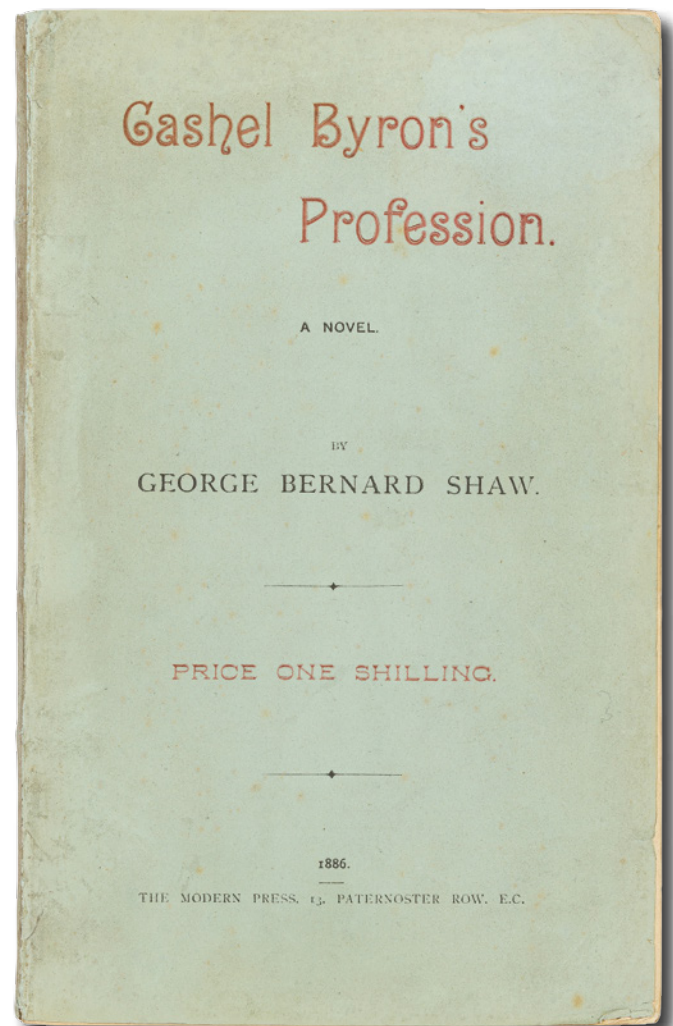 Cashel Byron's
Profession.
A NOVEL.
BY
GEORGE BERNARD SHAW.
PRICE ONE SHILLING.
1886.
THE MODERN PRESS, 13, PATERNOSTER ROW, E.C.